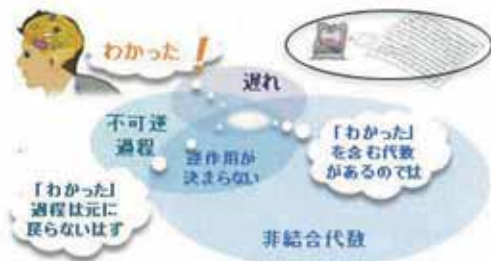 わかった！
遅れ
不可逆
過程
逆作用が
決まらない
「わかった」
を含む代数
があるのでは
「わかった」
過程は元に
戻らないはず
非結合代数